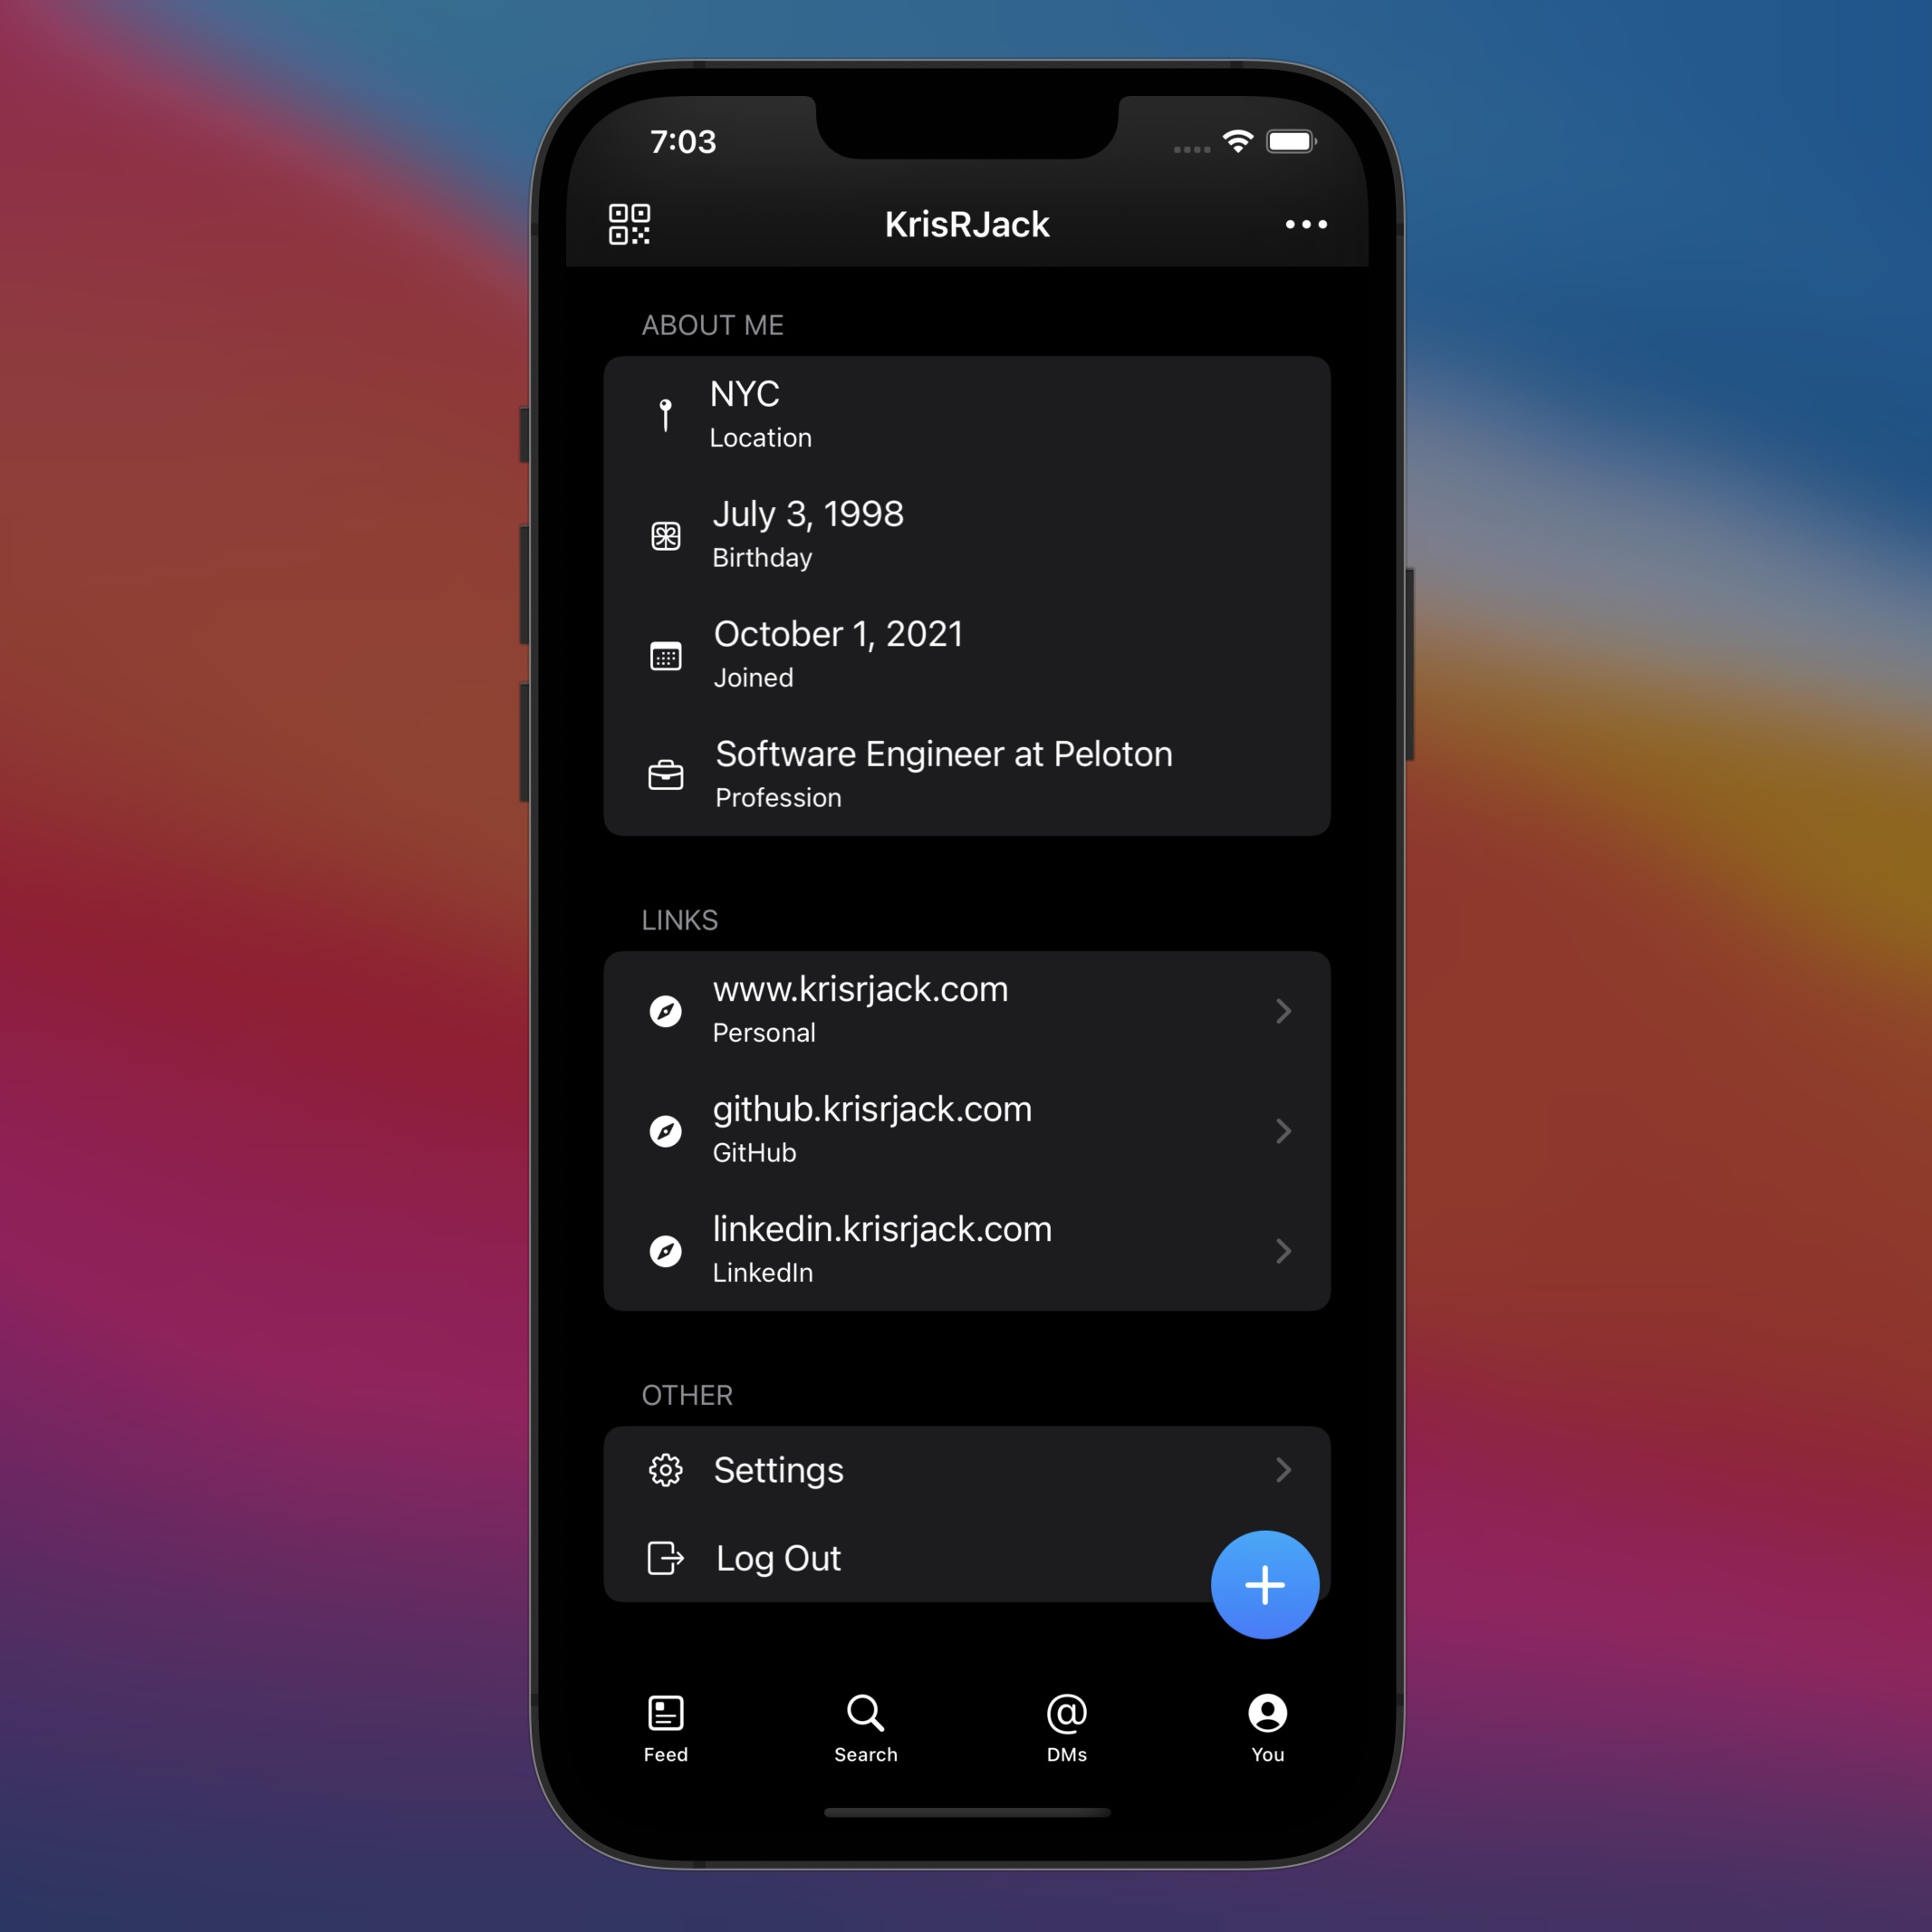 7:03
KrisRJack
ABOUT ME
NYC
Location
July 3, 1998
Birthday
October 1, 2021
Joined
Software Engineer at Peloton
Profession
LINKS
www.krisrjack.com
Personal
github.krisrjack.com
GitHub
linkedin.krisrjack.com
LinkedIn
OTHER
Settings
Log Out
Feed
Search
DMs
You